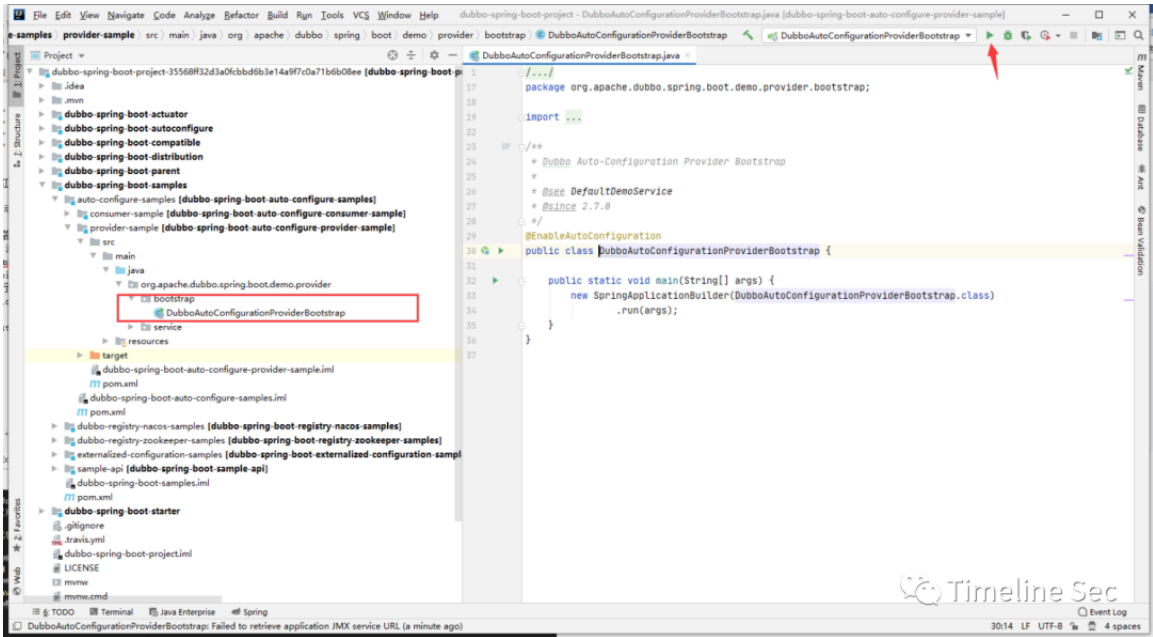 File Edit View Navigate Code Analyze Refactor Build Run Tools VCS Window Help dubbo-spring-boot-project - DubboAutoConfigurationProviderBootstrap.java [dubbo-spring-boot-auto-configure-provider-sample]
e-samples provider-sample src main java org apache dubbo spring boot demo provider bootstrap DubboAutoConfigurationProviderBootstrap DubboAutoConfigurationProviderBootstrap
Project
DubboAutoConfigurationProviderBootstrap.java
1: Project
Z: Structure
2: Favorites
Web
dubbo-spring-boot-project-35568ff32d3a0fcbbd6b3e14a9f7c0a71b6b08ee [dubbo-spring-boot-p
.idea
.mvn
dubbo-spring-boot-actuator
dubbo-spring-boot-autoconfigure
dubbo-spring-boot-compatible
dubbo-spring-boot-distribution
dubbo-spring-boot-parent
dubbo-spring-boot-samples
auto-configure-samples [dubbo-spring-boot-auto-configure-samples]
consumer-sample [dubbo-spring-boot-auto-configure-consumer-sample]
provider-sample [dubbo-spring-boot-auto-configure-provider-sample]
src
main
java
org.apache.dubbo.spring.boot.demo.provider
bootstrap
DubboAutoConfigurationProviderBootstrap
service
resources
target
dubbo-spring-boot-auto-configure-provider-sample.iml
pom.xml
dubbo-spring-boot-auto-configure-samples.iml
pom.xml
dubbo-registry-nacos-samples [dubbo-spring-boot-registry-nacos-samples]
dubbo-registry-zookeeper-samples [dubbo-spring-boot-registry-zookeeper-samples]
externalized-configuration-samples [dubbo-spring-boot-externalized-configuration-sampl
sample-api [dubbo-spring-boot-sample-api]
dubbo-spring-boot-samples.iml
pom.xml
dubbo-spring-boot-starter
.gitignore
.travis.yml
dubbo-spring-boot-project.iml
LICENSE
mvnw
mvnw.cmd
1 /.../
17 package org.apache.dubbo.spring.boot.demo.provider.bootstrap;
18
19 import ...
22
23 /**
24 * Dubbo Auto-Configuration Provider Bootstrap
25 *
26 * @see DefaultDemoService
27 * @since 2.7.0
28 */
29 @EnableAutoConfiguration
30 public class DubboAutoConfigurationProviderBootstrap {
31
32 public static void main(String[] args) {
33 new SpringApplicationBuilder(DubboAutoConfigurationProviderBootstrap.class)
34 .run(args);
35 }
36 }
37
Maven
Database
Ant
Bean Validation
Timeline Sec
6: TODO Terminal Java Enterprise Spring Event Log
DubboAutoConfigurationProviderBootstrap: Failed to retrieve application JMX service URL (a minute ago) 30:14 LF UTF-8 4 spaces